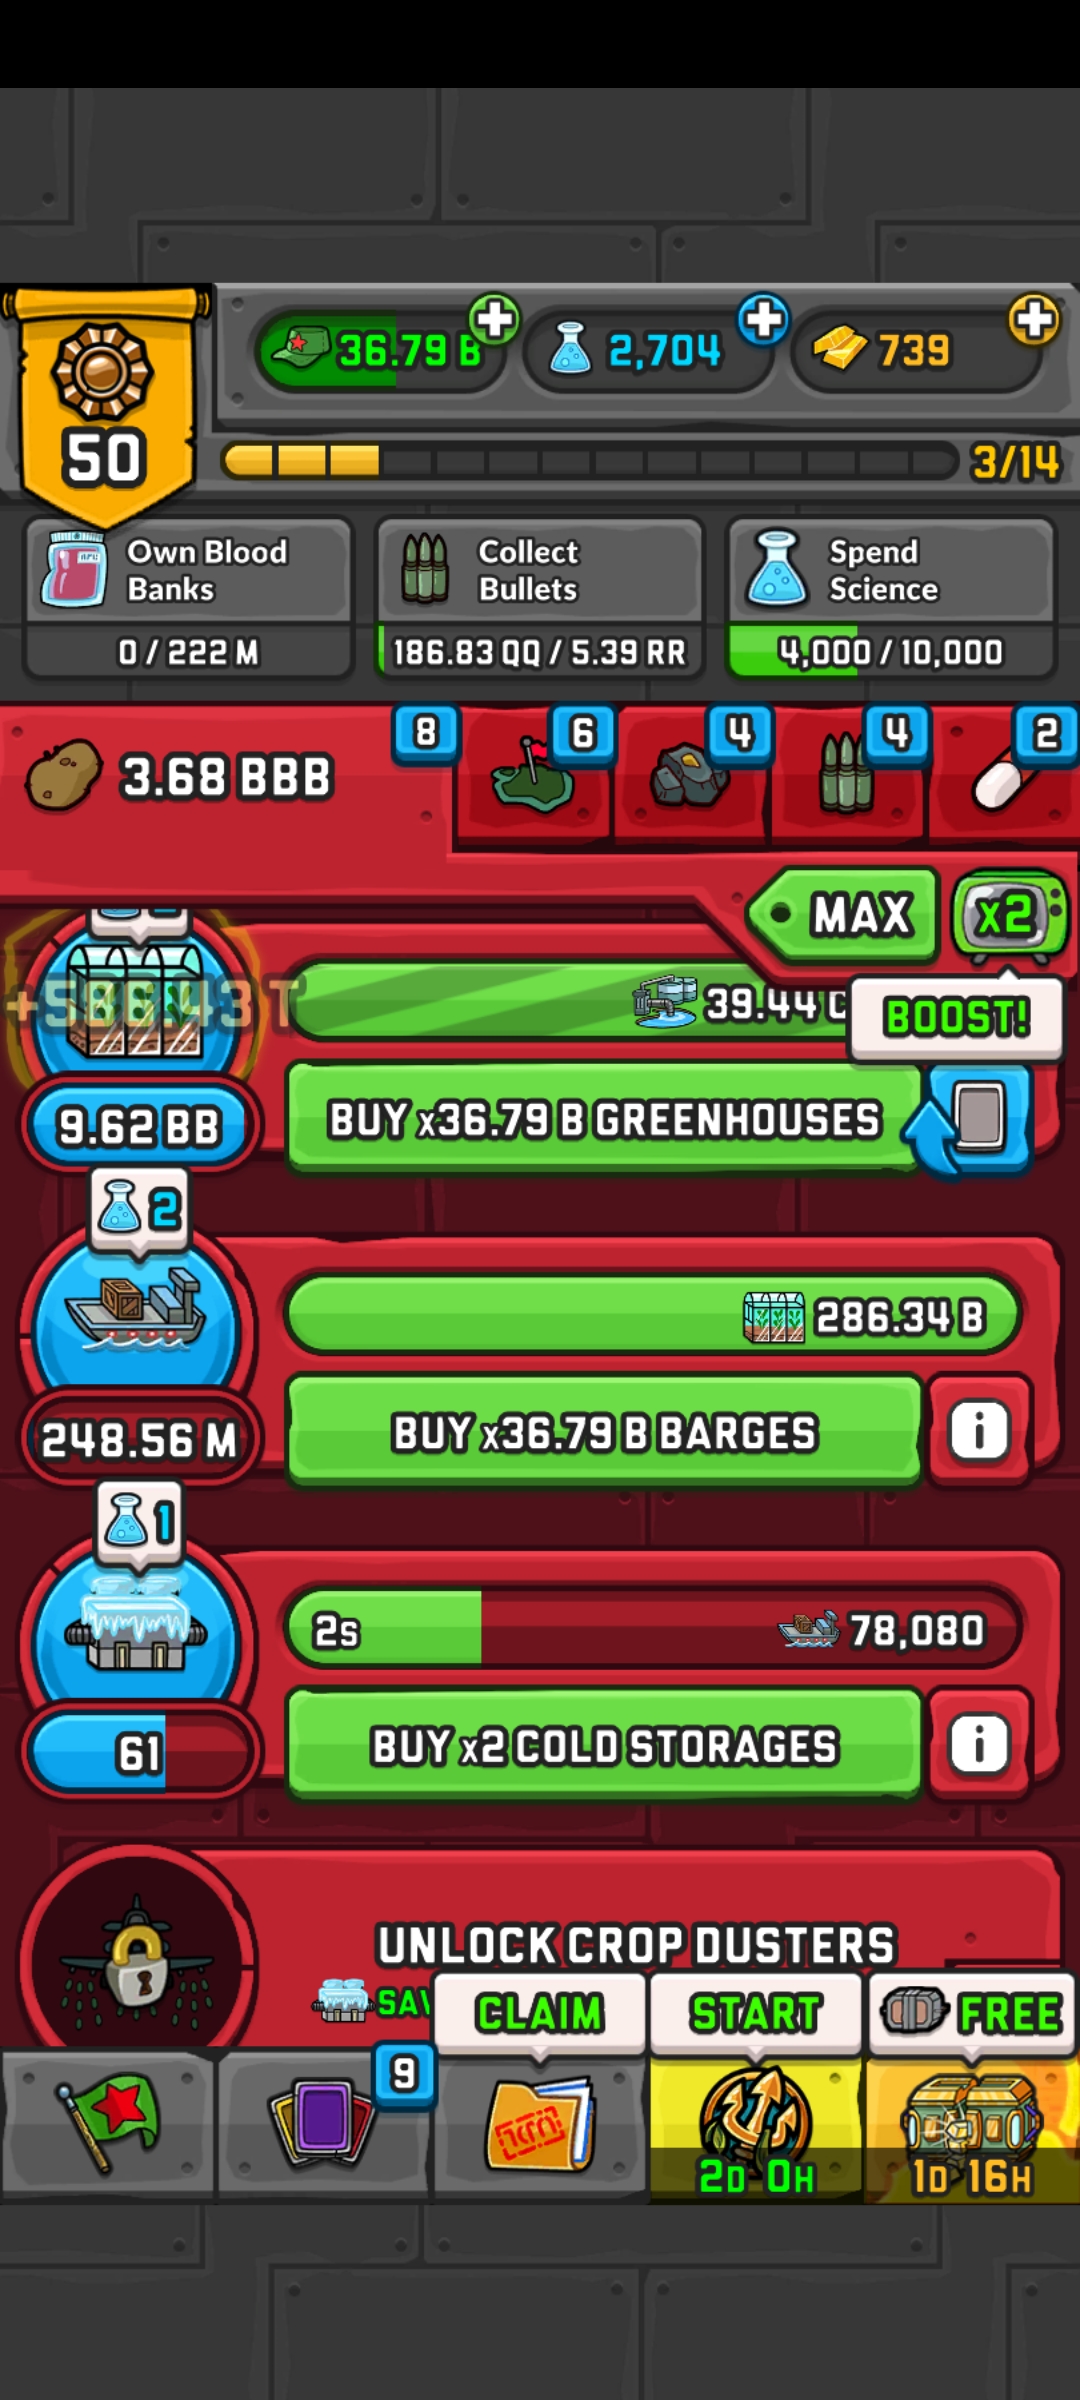 36.79 B
2,704
739
50
3/14
Own Blood
Banks
0 / 222 M
Collect
Bullets
186.83 QQ / 5.39 RR
Spend
Science
4,000 / 10,000
3.68 BBB
8
6
4
4
2
MAX
x2
BOOST!
39.44
BUY x36.79 B GREENHOUSES
9.62 BB
2
286.34 B
BUY x36.79 B BARGES
248.56 M
1
2s
78,080
BUY x2 COLD STORAGES
61
UNLOCK CROP DUSTERS
CLAIM
START
FREE
9
2D 0H
1D 16H